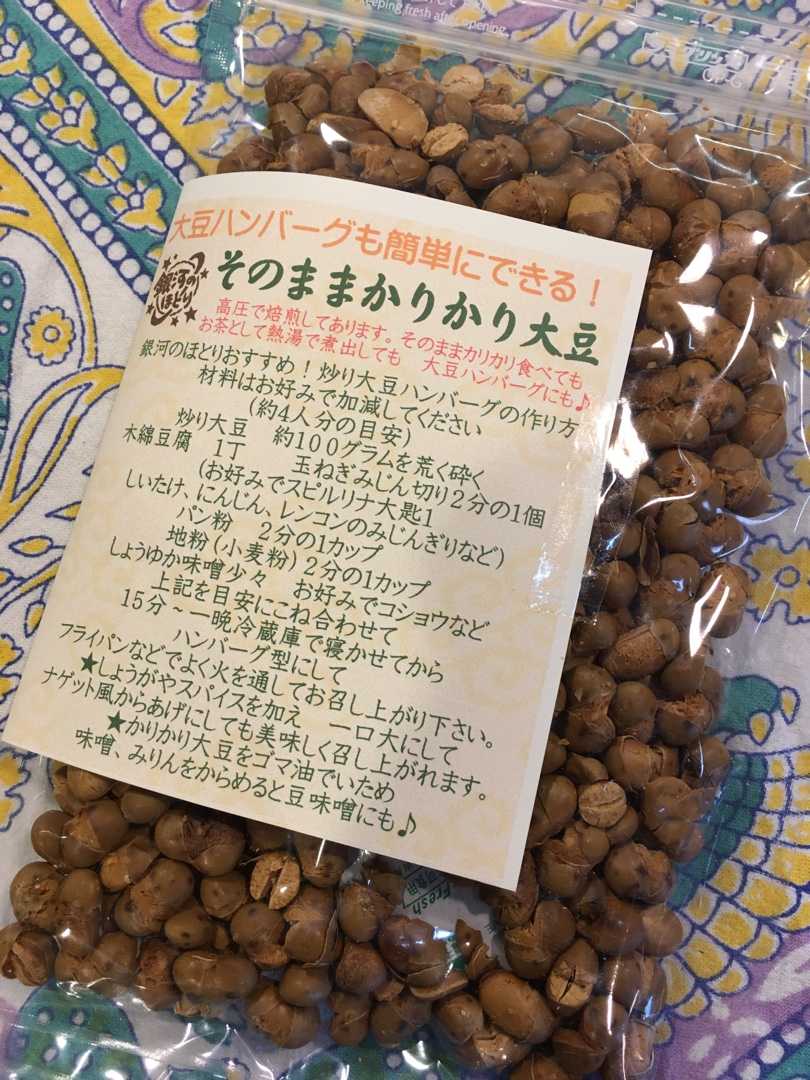 keeping fresh after opening.
大豆ハンバーグも簡単にできる！
銀河の
ほとり
そのままかりかり大豆
高圧で焙煎してあります。そのままカリカリ食べても
お茶として熱湯で煮出しても　大豆ハンバーグにも♪
銀河のほとりおすすめ！炒り大豆ハンバーグの作り方
材料はお好みで加減してください
(約4人分の目安)
炒り大豆　約100グラムを荒く砕く
木綿豆腐　1丁　　玉ねぎみじん切り2分の1個
(お好みでスピルリナ大匙1
しいたけ、にんじん、レンコンのみじんぎりなど)
パン粉　2分の1カップ
地粉(小麦粉)2分の1カップ
しょうゆか味噌少々　お好みでコショウなど
上記を目安にこね合わせて
15分～一晩冷蔵庫で寝かせてから
ハンバーグ型にして
フライパンなどでよく火を通してお召し上がり下さい。
★しょうがやスパイスを加え　一口大にして
ナゲット風からあげにしても美味しく召し上がれます。
★かりかり大豆をゴマ油でいため
味噌、みりんをからめると豆味噌にも♪
Fresh